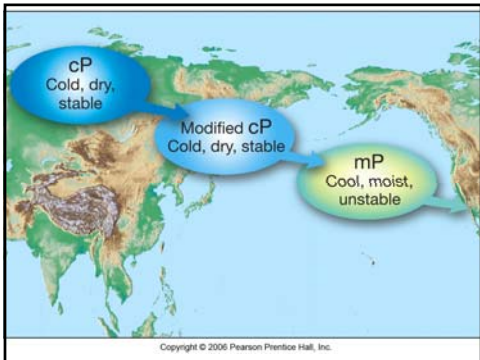 cP
Cold, dry,
stable
Modified cP
Cold, dry, stable
mP
Cool, moist,
unstable
Copyright © 2006 Pearson Prentice Hall, Inc.